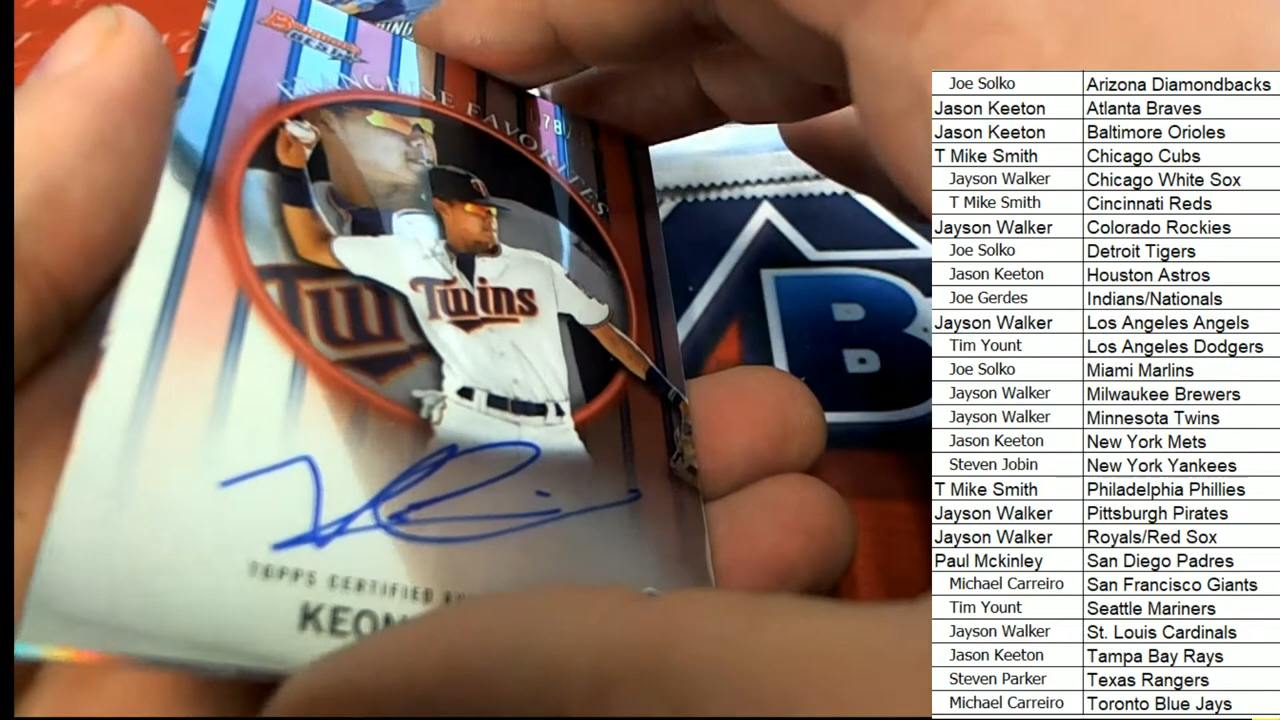 BOWMAN'S
BEST
FRANCHISE FAVORITES
78/
Twins
TOPPS CERTIFIED
KEON
B
Joe Solko Arizona Diamondbacks
Jason Keeton Atlanta Braves
Jason Keeton Baltimore Orioles
T Mike Smith Chicago Cubs
Jayson Walker Chicago White Sox
T Mike Smith Cincinnati Reds
Jayson Walker Colorado Rockies
Joe Solko Detroit Tigers
Jason Keeton Houston Astros
Joe Gerdes Indians/Nationals
Jayson Walker Los Angeles Angels
Tim Yount Los Angeles Dodgers
Joe Solko Miami Marlins
Jayson Walker Milwaukee Brewers
Jayson Walker Minnesota Twins
Jason Keeton New York Mets
Steven Jobin New York Yankees
T Mike Smith Philadelphia Phillies
Jayson Walker Pittsburgh Pirates
Jayson Walker Royals/Red Sox
Paul Mckinley San Diego Padres
Michael Carreiro San Francisco Giants
Tim Yount Seattle Mariners
Jayson Walker St. Louis Cardinals
Jason Keeton Tampa Bay Rays
Steven Parker Texas Rangers
Michael Carreiro Toronto Blue Jays